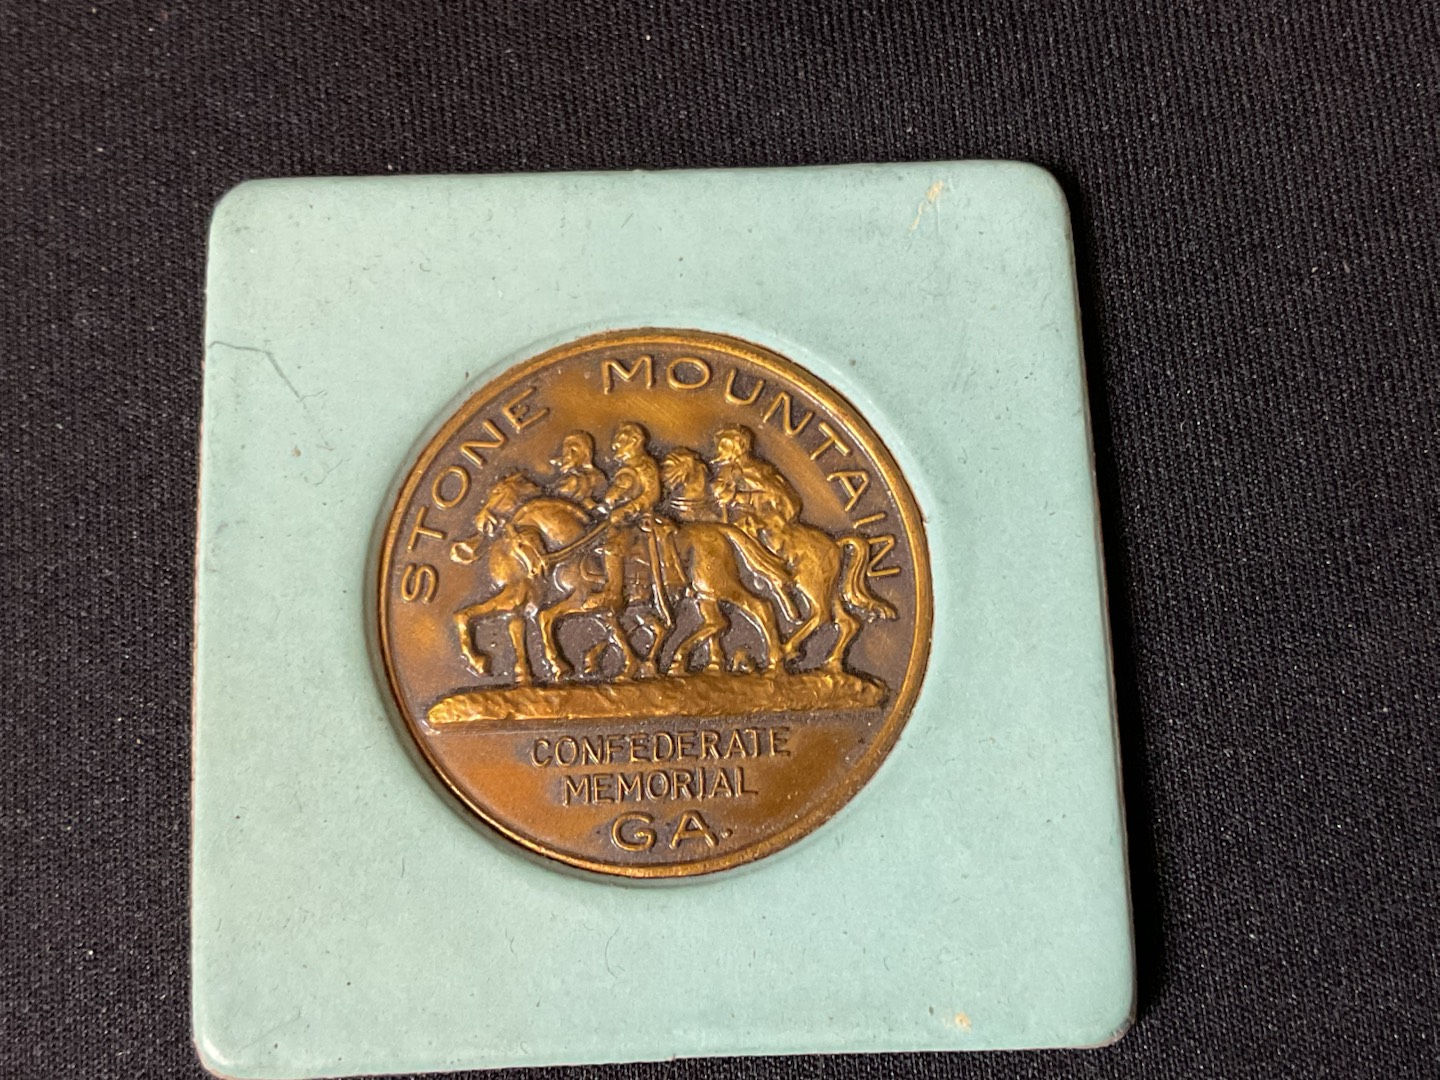 STONE MOUNTAIN
CONFEDERATE
MEMORIAL
GA.